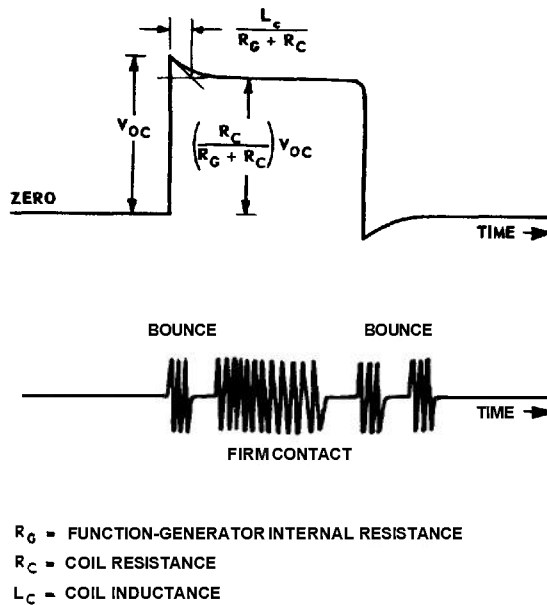 L_C
R_G + R_C
V_OC
(R_C / (R_G + R_C)) V_OC
ZERO
TIME
BOUNCE
BOUNCE
TIME
FIRM CONTACT
R_G = FUNCTION-GENERATOR INTERNAL RESISTANCE
R_C = COIL RESISTANCE
L_C = COIL INDUCTANCE